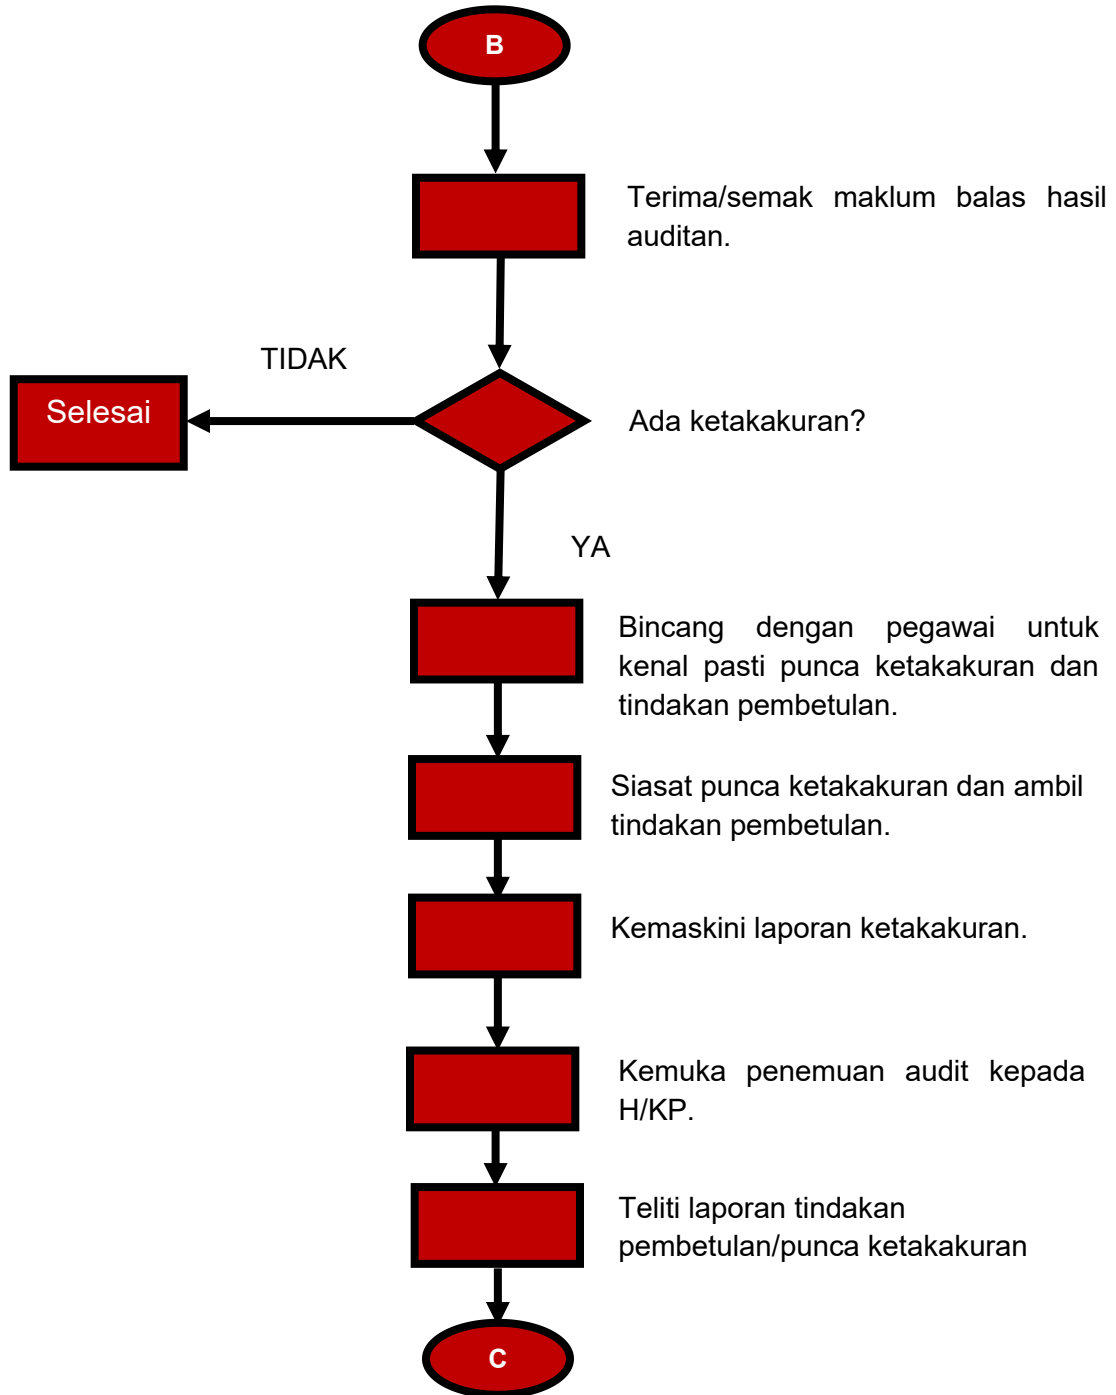 B
Terima/semak maklum balas hasil
auditan.
TIDAK
Selesai
Ada ketakakuran?
YA
Bincang dengan pegawai untuk
kenal pasti punca ketakakuran dan
tindakan pembetulan.
Siasat punca ketakakuran dan ambil
tindakan pembetulan.
Kemaskini laporan ketakakuran.
Kemuka penemuan audit kepada
H/KP.
Teliti laporan tindakan
pembetulan/punca ketakakuran
C